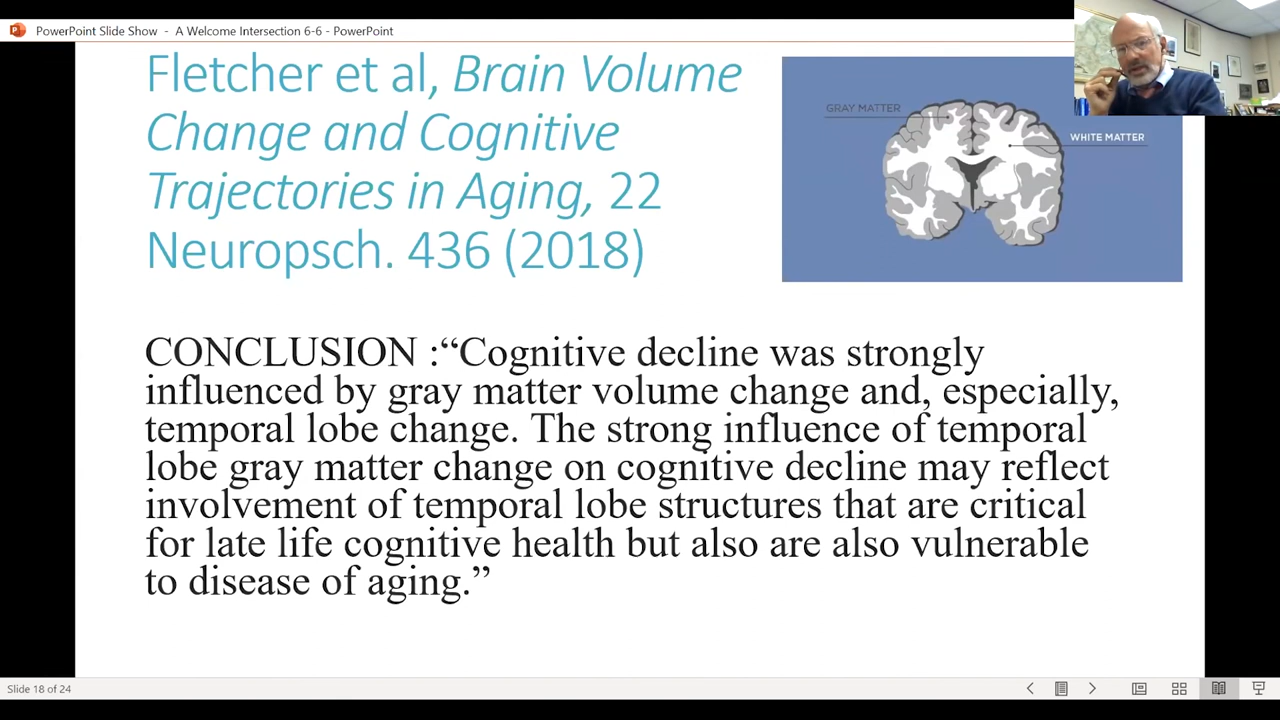 PowerPoint Slide Show - A Welcome Intersection 6-6 - PowerPoint
Fletcher et al, Brain Volume
Change and Cognitive
Trajectories in Aging, 22
Neuropsch. 436 (2018)
GRAY MATTER
WHITE MATTER
CONCLUSION :“Cognitive decline was strongly
influenced by gray matter volume change and, especially,
temporal lobe change. The strong influence of temporal
lobe gray matter change on cognitive decline may reflect
involvement of temporal lobe structures that are critical
for late life cognitive health but also are also vulnerable
to disease of aging.”
Slide 18 of 24